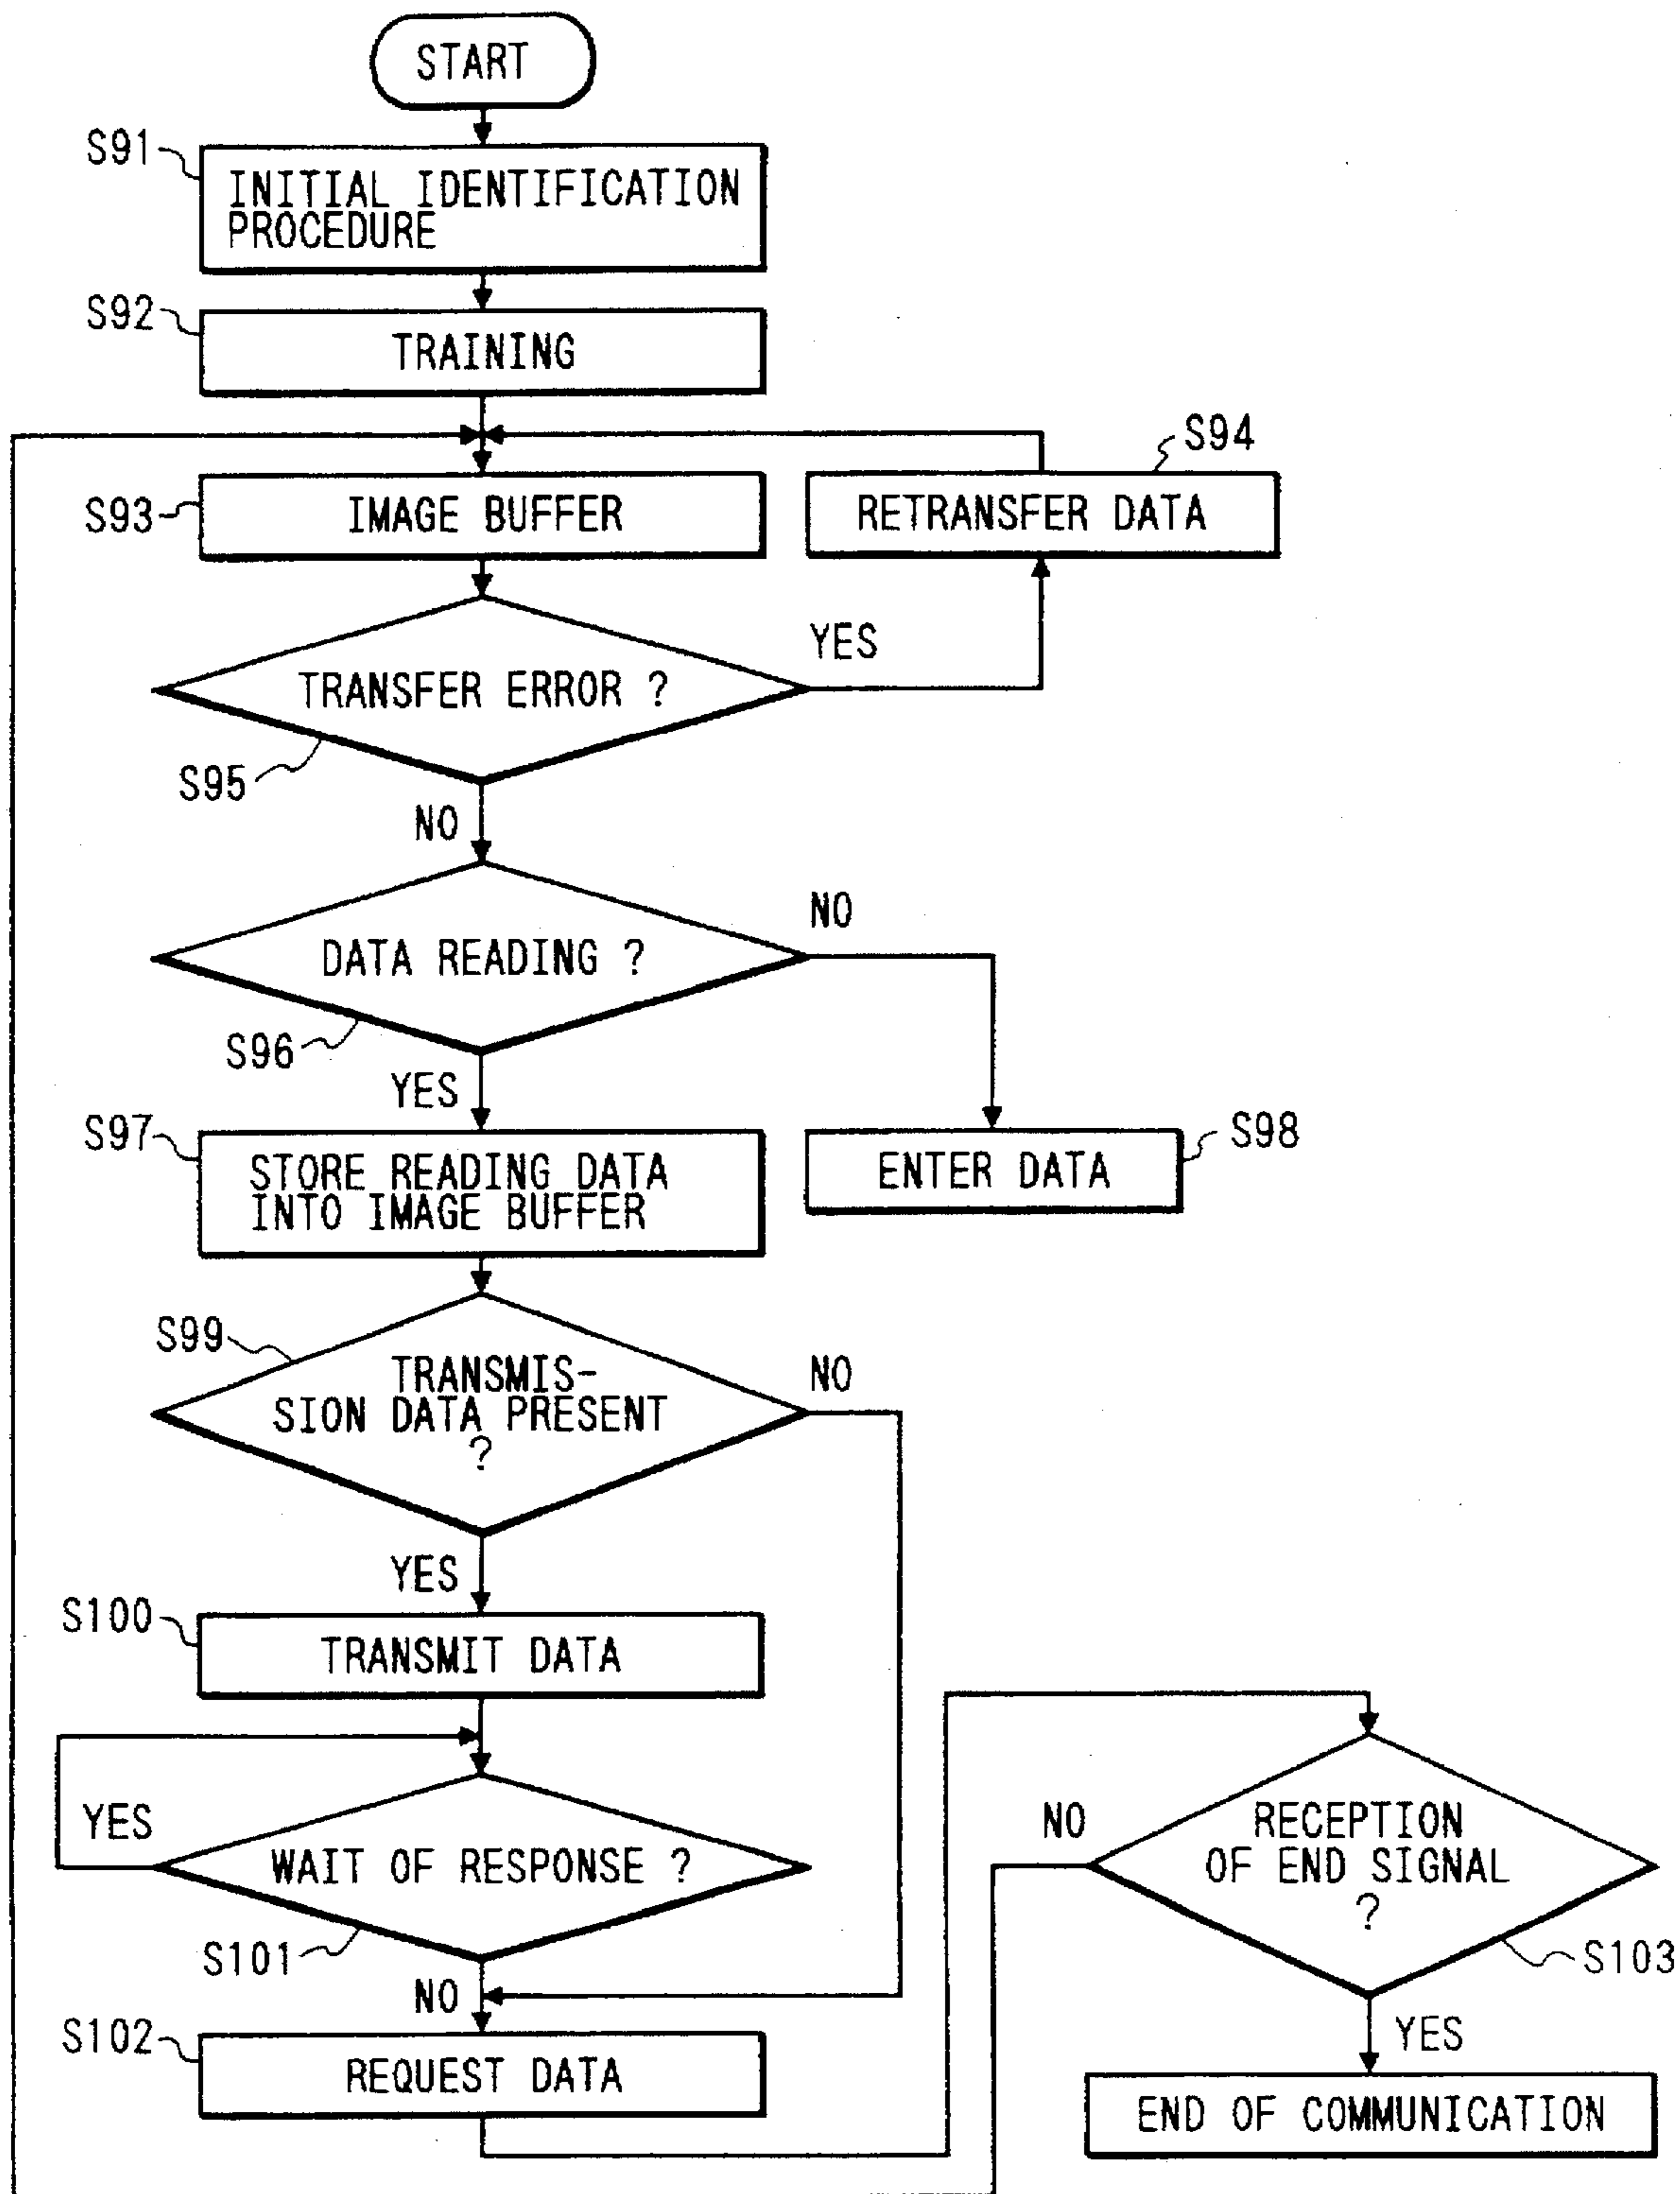 START
S91
INITIAL IDENTIFICATION
PROCEDURE
S92
TRAINING
S94
S93
IMAGE BUFFER
RETRANSFER DATA
YES
TRANSFER ERROR ?
S95
NO
NO
DATA READING ?
S96
YES
S97
STORE READING DATA
INTO IMAGE BUFFER
ENTER DATA
S98
S99
TRANSMIS-
SION DATA PRESENT
?
NO
YES
S100
TRANSMIT DATA
YES
WAIT OF RESPONSE ?
S101
NO
NO
RECEPTION
OF END SIGNAL
?
S103
S102
REQUEST DATA
YES
END OF COMMUNICATION